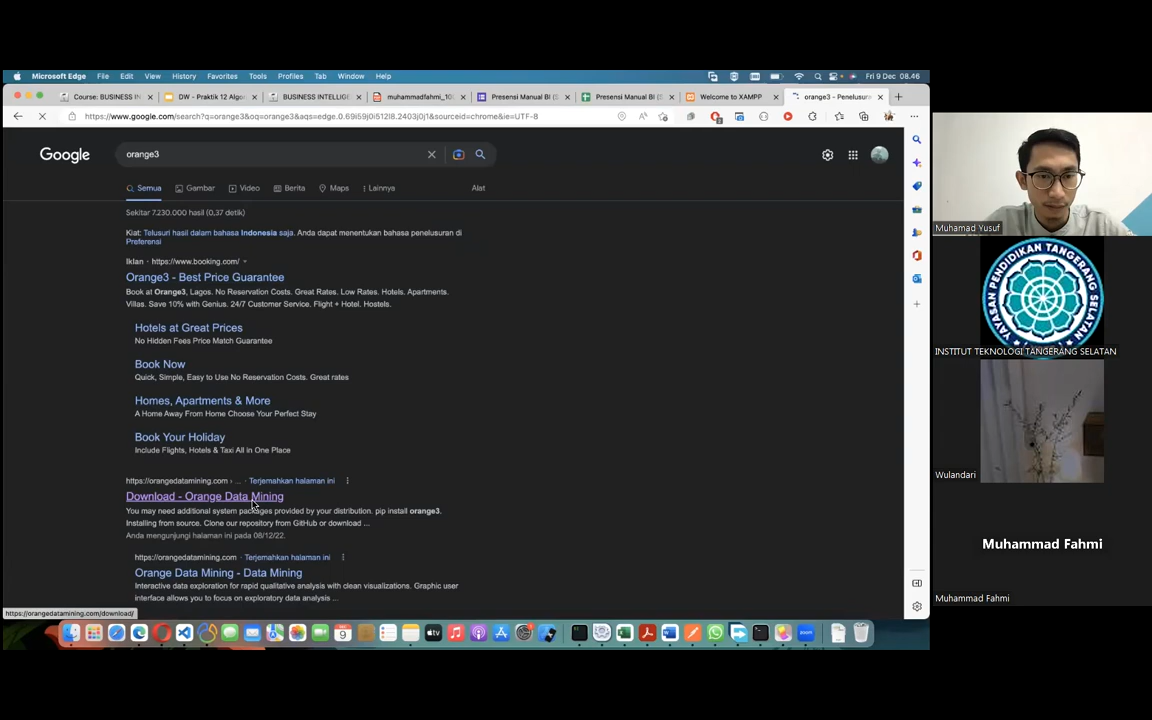 Microsoft Edge File Edit View History Favorites Tools Profiles Tab Window Help
Fri 9 Dec 08.46
Course: BUSINESS IN
DW - Praktik 12 Algo
BUSINESS INTELLIGE
muhammadfahmi_10
Presensi Manual BI (S
Presensi Manual BI (S
Welcome to XAMPP
orange3 - Penelusuran
https://www.google.com/search?q=orange3&oq=orange3&aqs=edge.0.69i59j0i512l8.2403j0j1&sourceid=chrome&ie=UTF-8
Google
orange3
Semua Gambar Video Berita Maps Lainnya Alat
Sekitar 7.230.000 hasil (0,37 detik)
Kiat: Telusuri hasil dalam bahasa Indonesia saja. Anda dapat menentukan bahasa penelusuran di
Preferensi
Iklan · https://www.booking.com/
Orange3 - Best Price Guarantee
Book at Orange3, Lagos. No Reservation Costs. Great Rates. Low Rates. Hotels. Apartments.
Villas. Save 10% with Genius. 24/7 Customer Service. Flight + Hotel. Hostels.
Hotels at Great Prices
No Hidden Fees Price Match Guarantee
Book Now
Quick, Simple, Easy to Use No Reservation Costs. Great rates
Homes, Apartments & More
A Home Away From Home Choose Your Perfect Stay
Book Your Holiday
Include Flights, Hotels & Taxi All in One Place
https://orangedatamining.com › ... · Terjemahkan halaman ini
Download - Orange Data Mining
You may need additional system packages provided by your distribution. pip install orange3.
Installing from source. Clone our repository from GitHub or download ...
Anda mengunjungi halaman ini pada 08/12/22.
https://orangedatamining.com · Terjemahkan halaman ini
Orange Data Mining - Data Mining
Interactive data exploration for rapid qualitative analysis with clean visualizations. Graphic user
interface allows you to focus on exploratory data analysis ...
https://orangedatamining.com/download/
Muhamad Yusuf
YAYASAN PENDIDIKAN TANGERANG SELATAN
INSTITUT TEKNOLOGI TANGERANG SELATAN
Wulandari
Muhammad Fahmi
Muhammad Fahmi